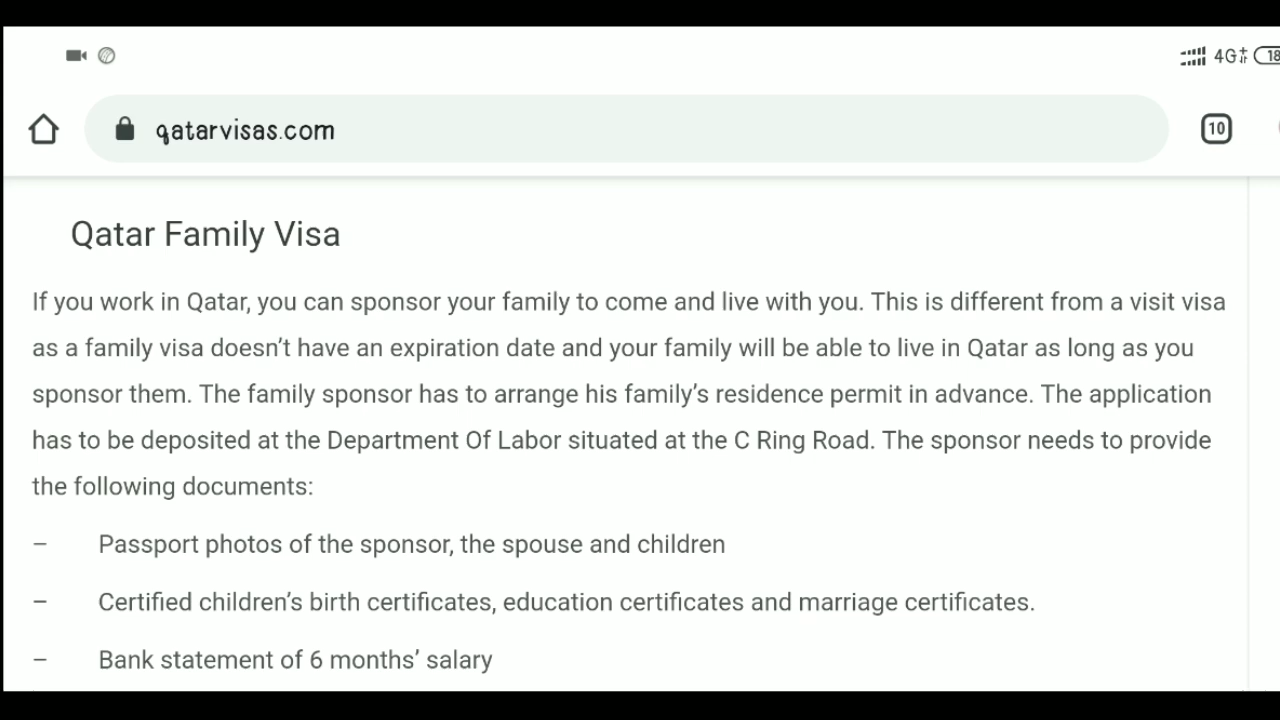 4G+
18
qatarvisas.com
10
Qatar Family Visa
If you work in Qatar, you can sponsor your family to come and live with you. This is different from a visit visa
as a family visa doesn't have an expiration date and your family will be able to live in Qatar as long as you
sponsor them. The family sponsor has to arrange his family's residence permit in advance. The application
has to be deposited at the Department Of Labor situated at the C Ring Road. The sponsor needs to provide
the following documents:
– Passport photos of the sponsor, the spouse and children
– Certified children's birth certificates, education certificates and marriage certificates.
– Bank statement of 6 months' salary